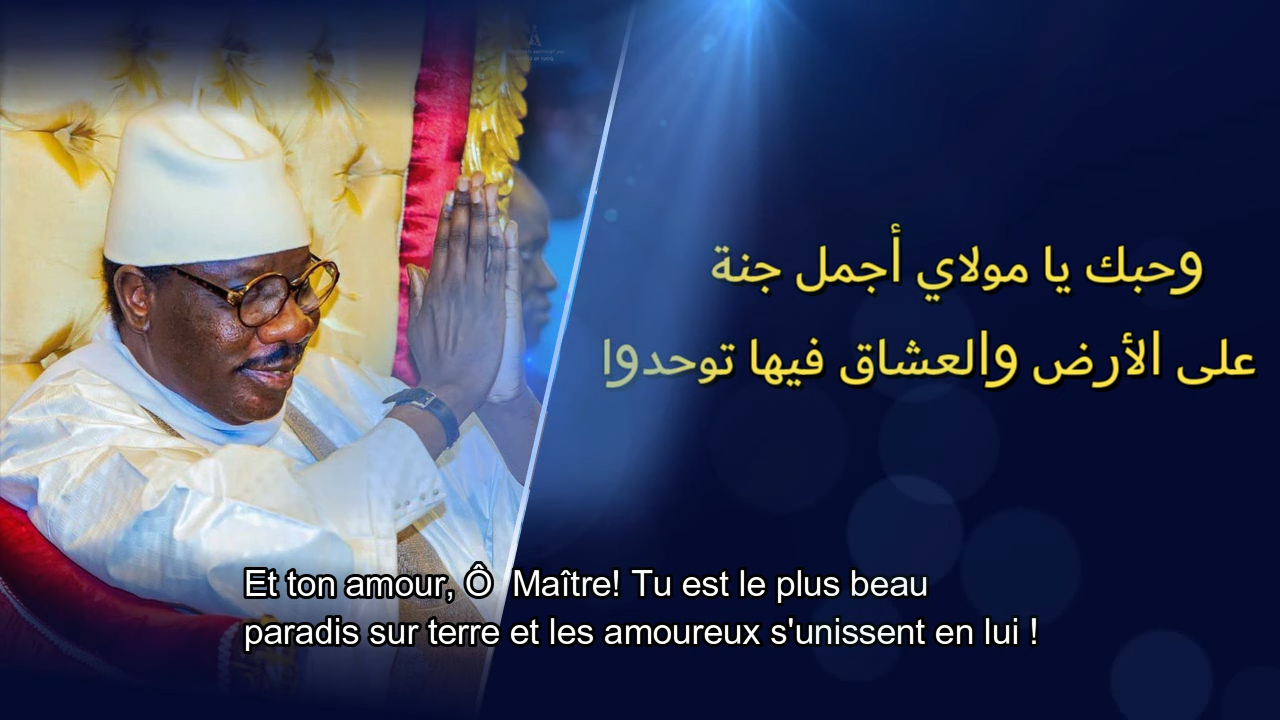 وحبك يا مولاي أجمل جنة
على الأرض والعشاق فيها توحدوا
Et ton amour, Ô Maître! Tu est le plus beau
paradis sur terre et les amoureux s'unissent en lui !